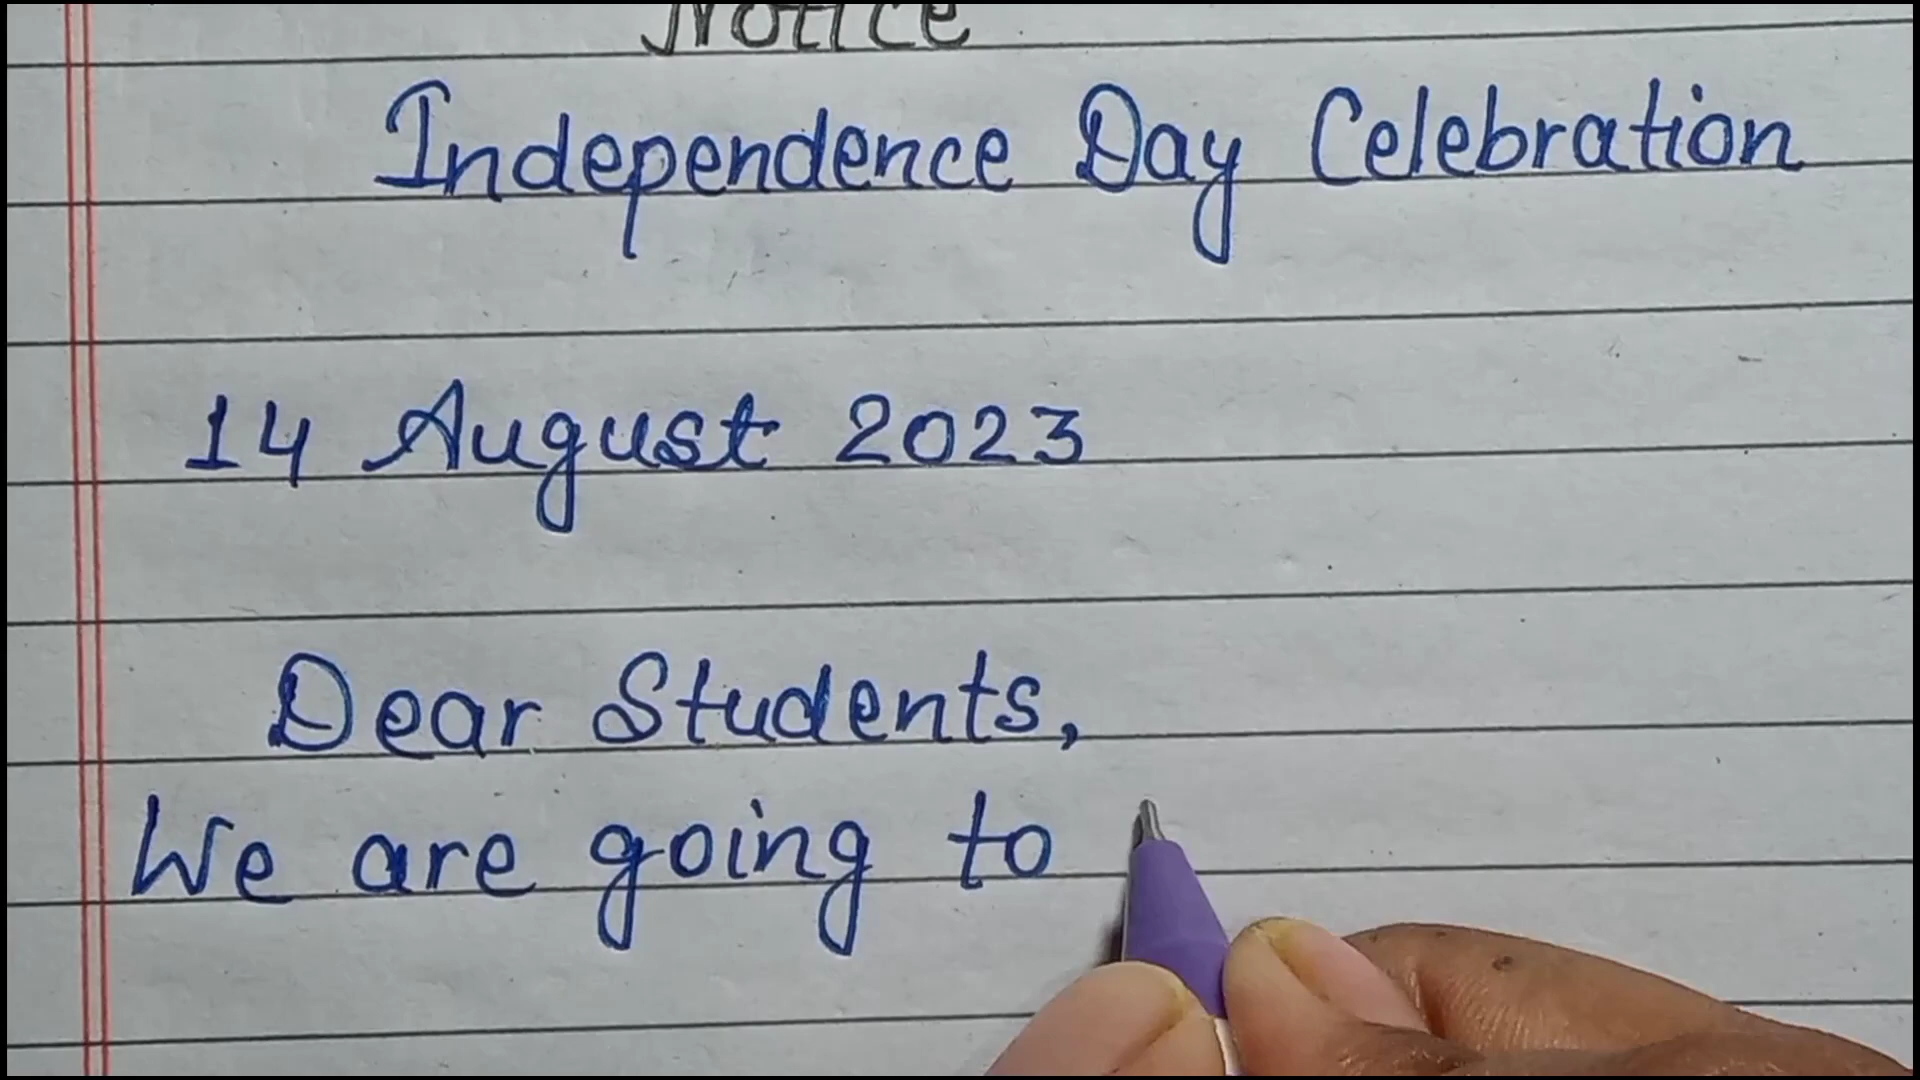 Notice
Independence Day Celebration
14 August 2023
Dear Students,
We are going to